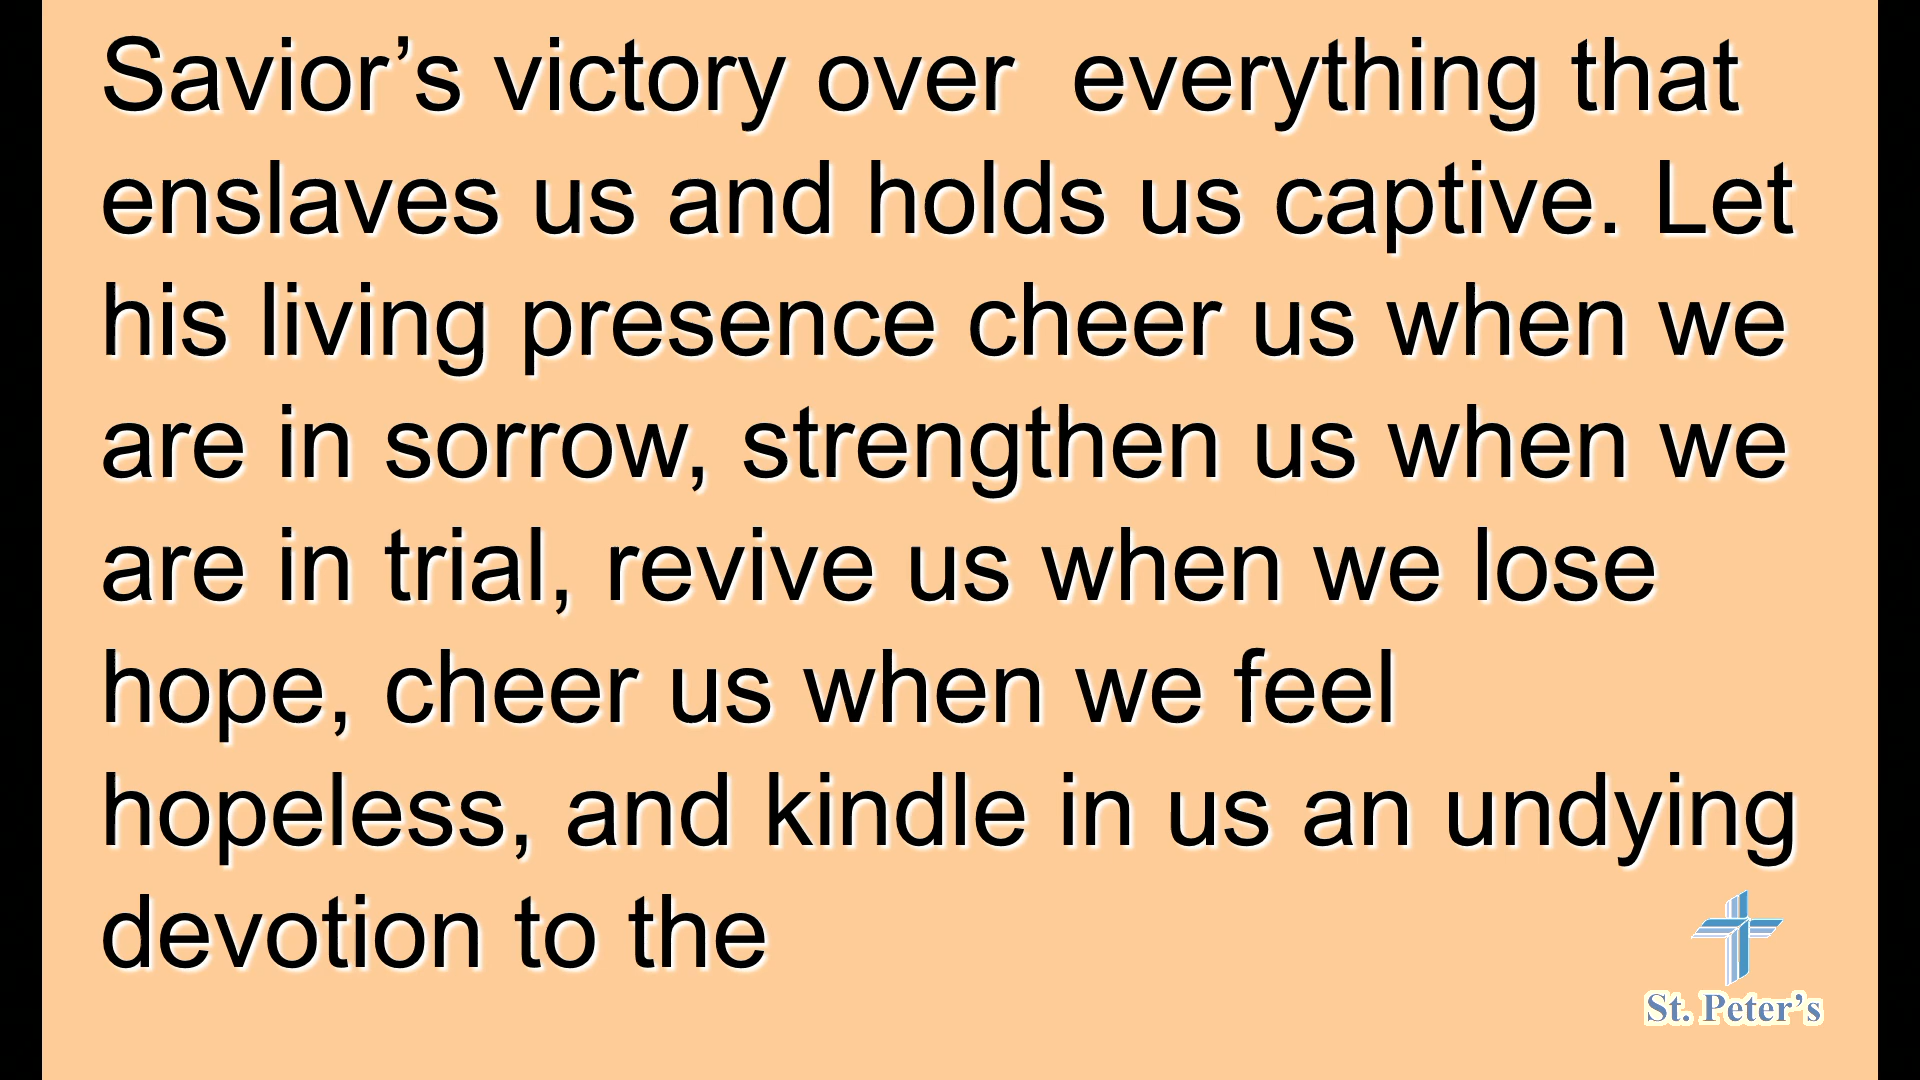 Savior’s victory over  everything that
enslaves us and holds us captive. Let
his living presence cheer us when we
are in sorrow, strengthen us when we
are in trial, revive us when we lose
hope, cheer us when we feel
hopeless, and kindle in us an undying
devotion to the
St. Peter’s